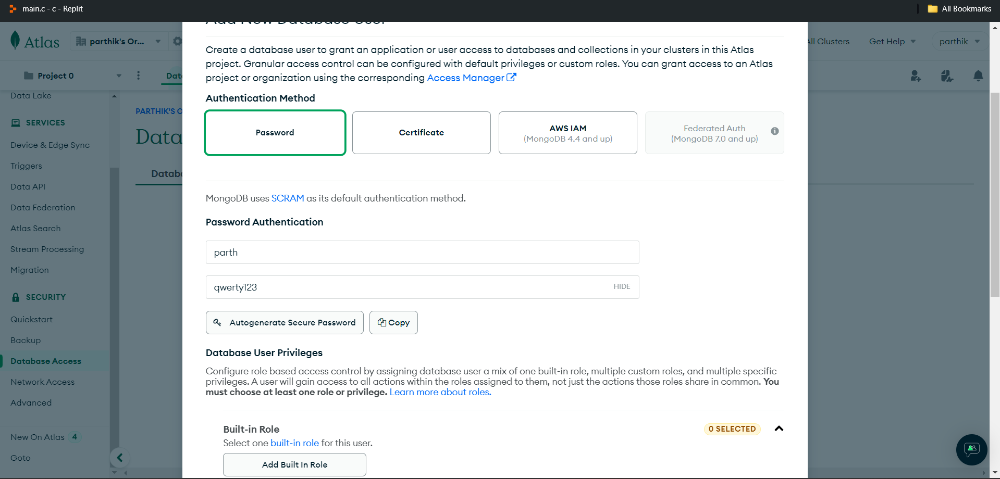 main.c - c - Replit
All Bookmarks
Add New Database User
Atlas
parthik's Or...
All Clusters
Get Help
parthik
Project 0
Data Lake
SERVICES
Device & Edge Sync
Triggers
Data API
Data Federation
Atlas Search
Stream Processing
Migration
SECURITY
Quickstart
Backup
Database Access
Network Access
Advanced
New On Atlas 4
Goto
PARTHIK'S O
Create a database user to grant an application or user access to databases and collections in your clusters in this Atlas
project. Granular access control can be configured with default privileges or custom roles. You can grant access to an Atlas
project or organization using the corresponding Access Manager
Authentication Method
Password
Certificate
AWS IAM
(MongoDB 4.4 and up)
Federated Auth
(MongoDB 7.0 and up)
MongoDB uses SCRAM as its default authentication method.
Password Authentication
parth
qwerty123
HIDE
Autogenerate Secure Password
Copy
Database User Privileges
Configure role based access control by assigning database user a mix of one built-in role, multiple custom roles, and multiple specific
privileges. A user will gain access to all actions within the roles assigned to them, not just the actions those roles share in common. You
must choose at least one role or privilege. Learn more about roles.
Built-in Role
0 SELECTED
Select one built-in role for this user.
Add Built In Role